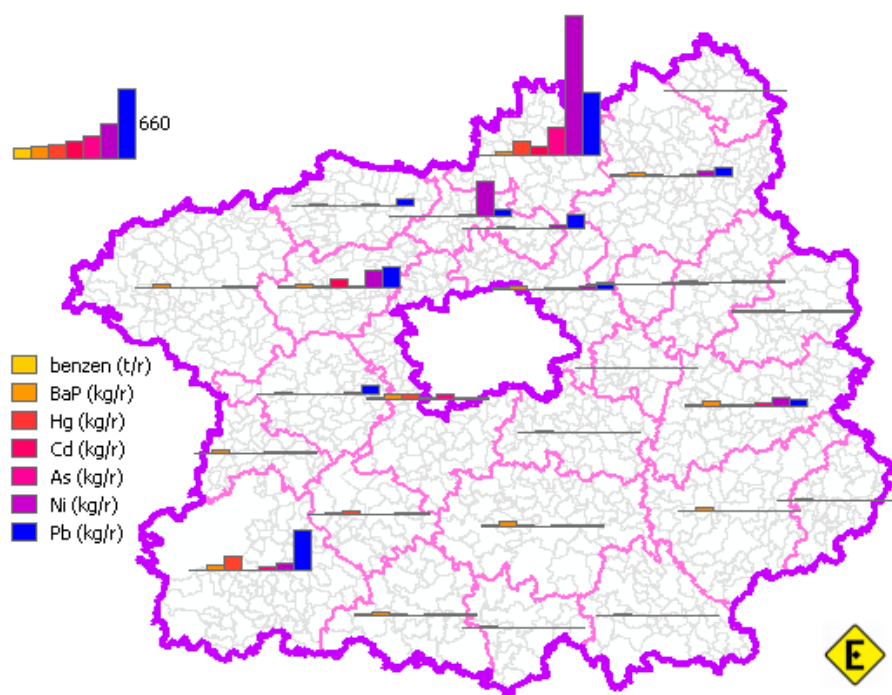 660
benzen (t/r)
BaP (kg/r)
Hg (kg/r)
Cd (kg/r)
As (kg/r)
Ni (kg/r)
Pb (kg/r)
E